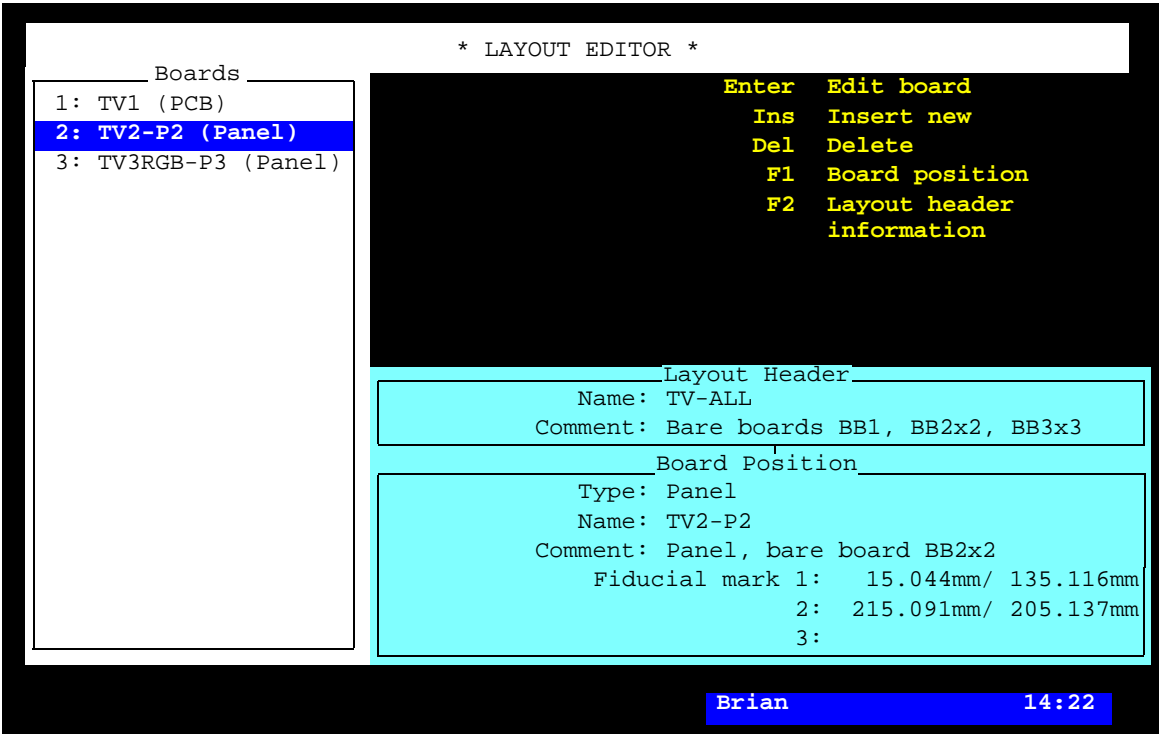 * LAYOUT EDITOR *
Boards
1: TV1 (PCB)
2: TV2-P2 (Panel)
3: TV3RGB-P3 (Panel)
Enter Edit board
Ins Insert new
Del Delete
F1 Board position
F2 Layout header
information
Layout Header
Name: TV-ALL
Comment: Bare boards BB1, BB2x2, BB3x3
Board Position
Type: Panel
Name: TV2-P2
Comment: Panel, bare board BB2x2
Fiducial mark 1: 15.044mm/ 135.116mm
2: 215.091mm/ 205.137mm
3:
Brian 14:22